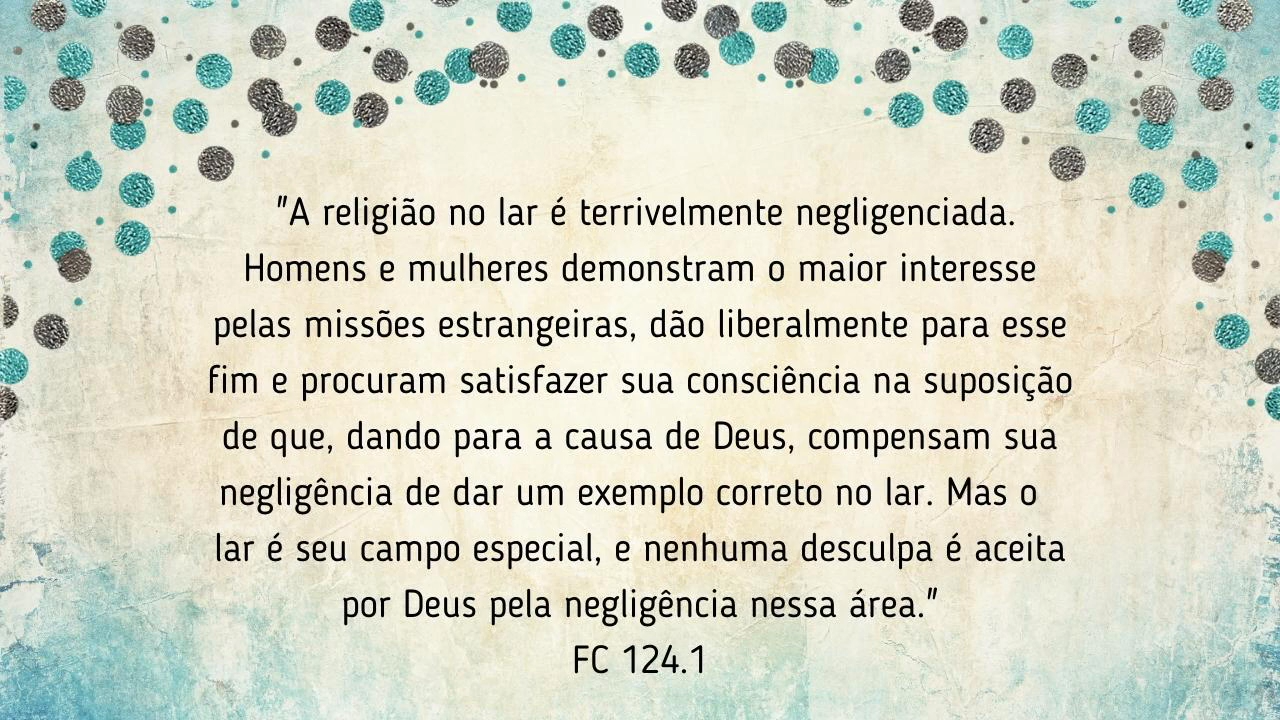 "A religião no lar é terrivelmente negligenciada.
Homens e mulheres demonstram o maior interesse
pelas missões estrangeiras, dão liberalmente para esse
fim e procuram satisfazer sua consciência na suposição
de que, dando para a causa de Deus, compensam sua
negligência de dar um exemplo correto no lar. Mas o
lar é seu campo especial, e nenhuma desculpa é aceita
por Deus pela negligência nessa área."
FC 124.1